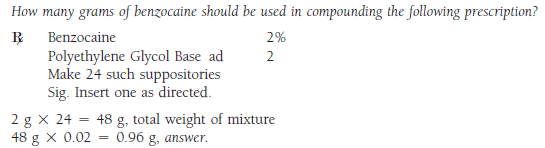 How many grams of benzocaine should be used in compounding the following prescription?
℞ Benzocaine 2%
Polyethylene Glycol Base ad 2
Make 24 such suppositories
Sig. Insert one as directed.
2 g × 24 = 48 g, total weight of mixture
48 g × 0.02 = 0.96 g, answer.